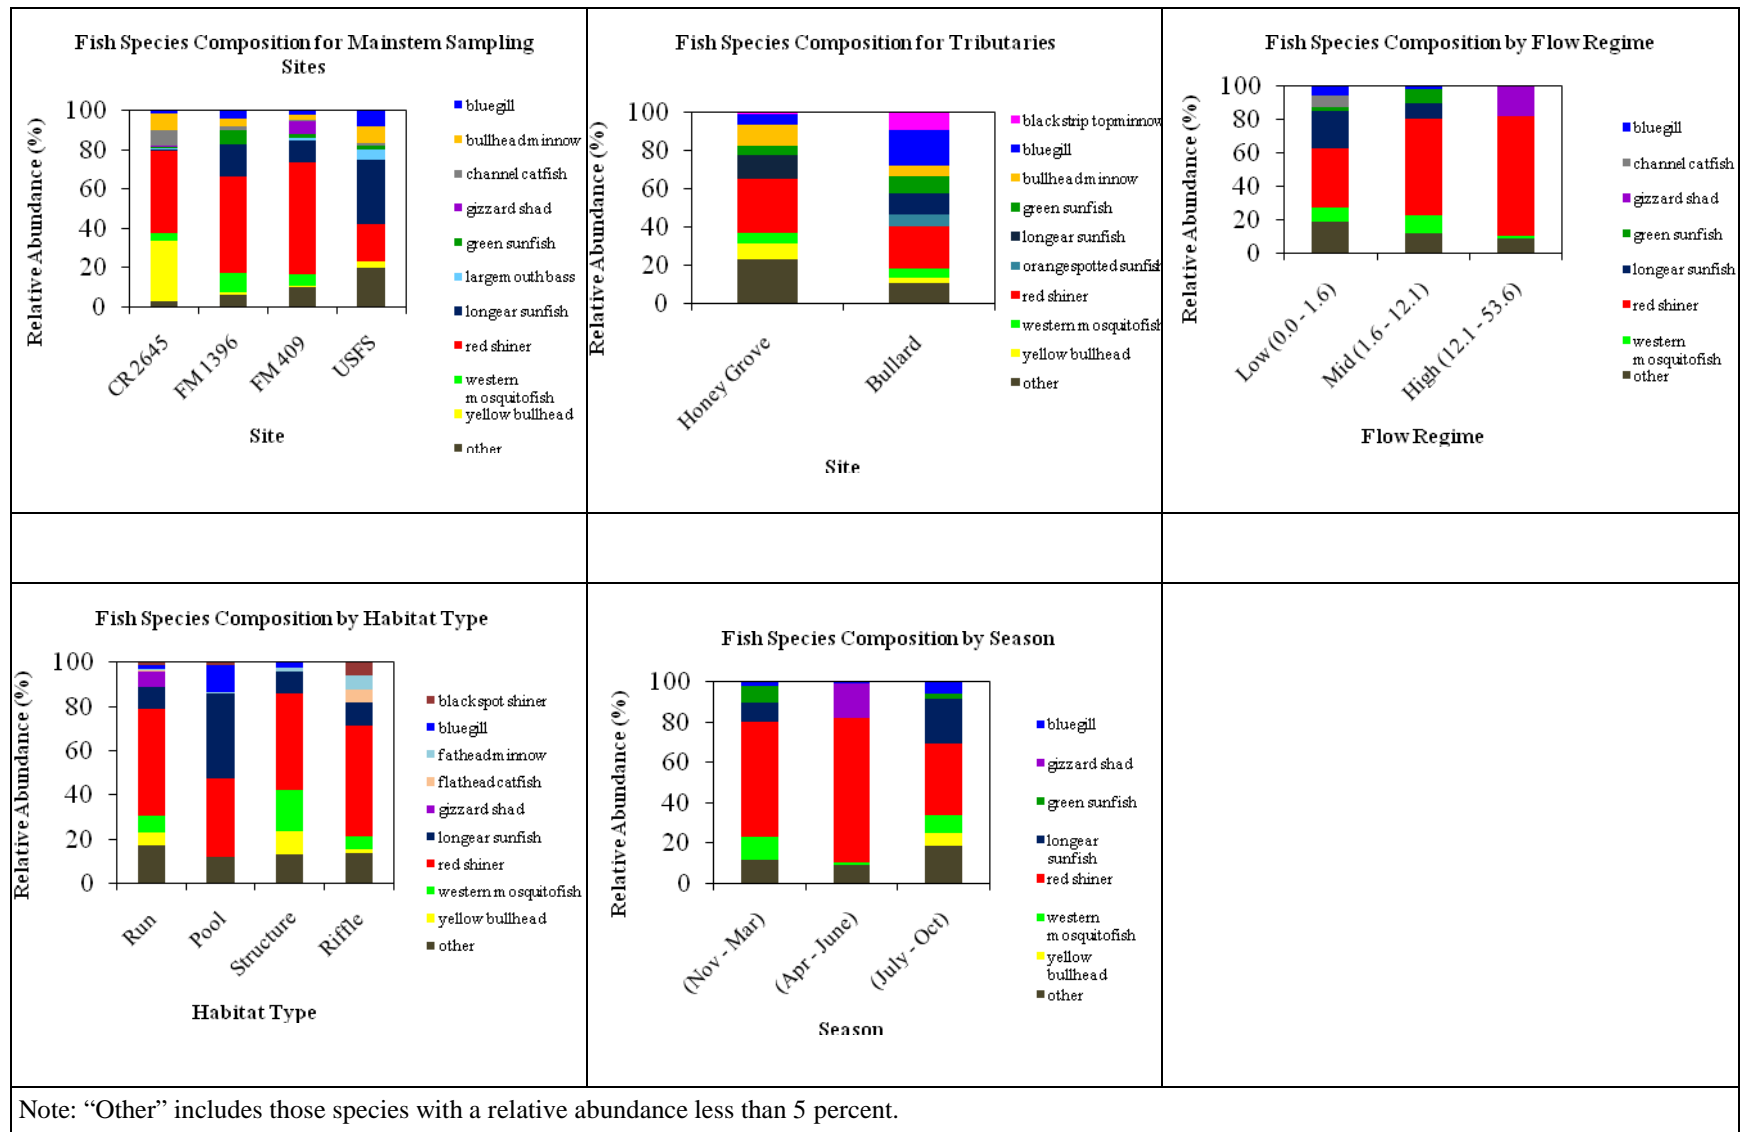 Fish Species Composition for Mainstem Sampling
Sites
Relative Abundance (%)
100
80
60
40
20
0
CR 2645
FM 1396
FM 409
USFS
Site
bluegill
bullhead minnow
channel catfish
gizzard shad
green sunfish
largemouth bass
longear sunfish
red shiner
western
mosquitofish
yellow bullhead
other
Fish Species Composition for Tributaries
Relative Abundance (%)
100
80
60
40
20
0
Honey Grove
Bullard
Site
blackstrip topminnow
bluegill
bullhead minnow
green sunfish
longear sunfish
orangespotted sunfish
red shiner
western mosquitofish
yellow bullhead
other
Fish Species Composition by Flow Regime
Relative Abundance (%)
100
80
60
40
20
0
Low (0.0 - 1.6)
Mid (1.6 - 12.1)
High (12.1 - 53.6)
Flow Regime
bluegill
channel catfish
gizzard shad
green sunfish
longear sunfish
red shiner
western
mosquitofish
other
Fish Species Composition by Habitat Type
Relative Abundance (%)
100
80
60
40
20
0
Run
Pool
Structure
Riffle
Habitat Type
blackspot shiner
bluegill
fathead minnow
flathead catfish
gizzard shad
longear sunfish
red shiner
western mosquitofish
yellow bullhead
other
Fish Species Composition by Season
Relative Abundance (%)
100
80
60
40
20
0
(Nov - Mar)
(Apr - June)
(July - Oct)
Season
bluegill
gizzard shad
green sunfish
longear
sunfish
red shiner
western
mosquitofish
yellow
bullhead
other
Note: “Other” includes those species with a relative abundance less than 5 percent.